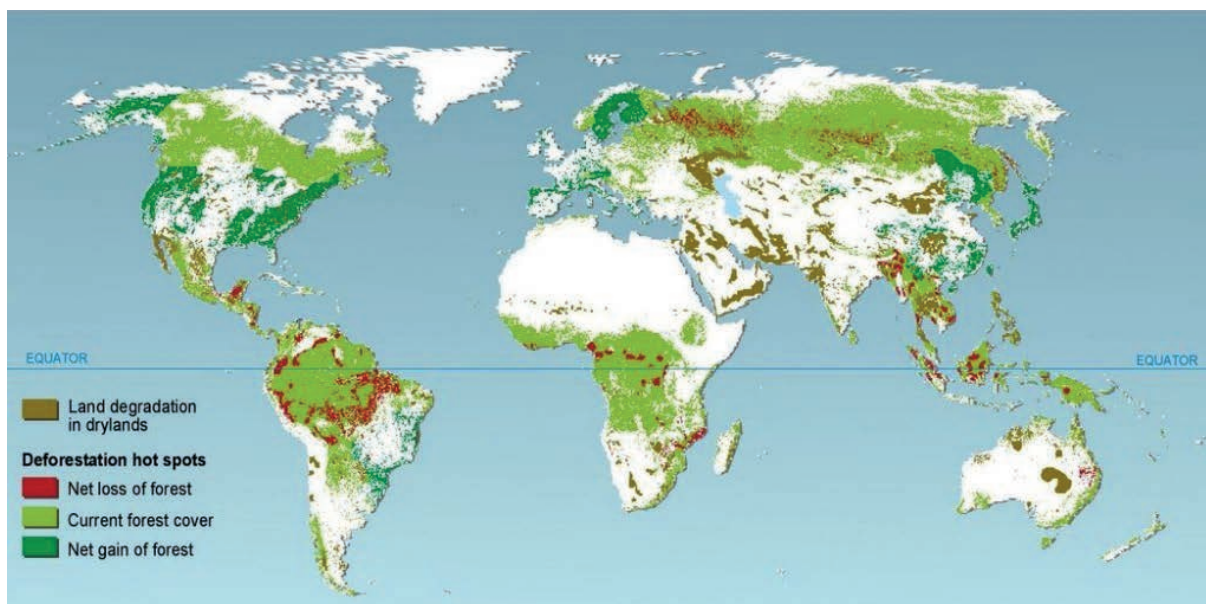 EQUATOR
EQUATOR
Land degradation
in drylands
Deforestation hot spots
Net loss of forest
Current forest cover
Net gain of forest